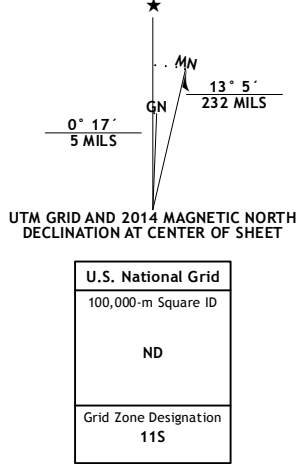 ★
MN
13° 5´
232 MILS
GN
0° 17´
5 MILS
UTM GRID AND 2014 MAGNETIC NORTH
DECLINATION AT CENTER OF SHEET
U.S. National Grid
100,000-m Square ID
ND
Grid Zone Designation
11S